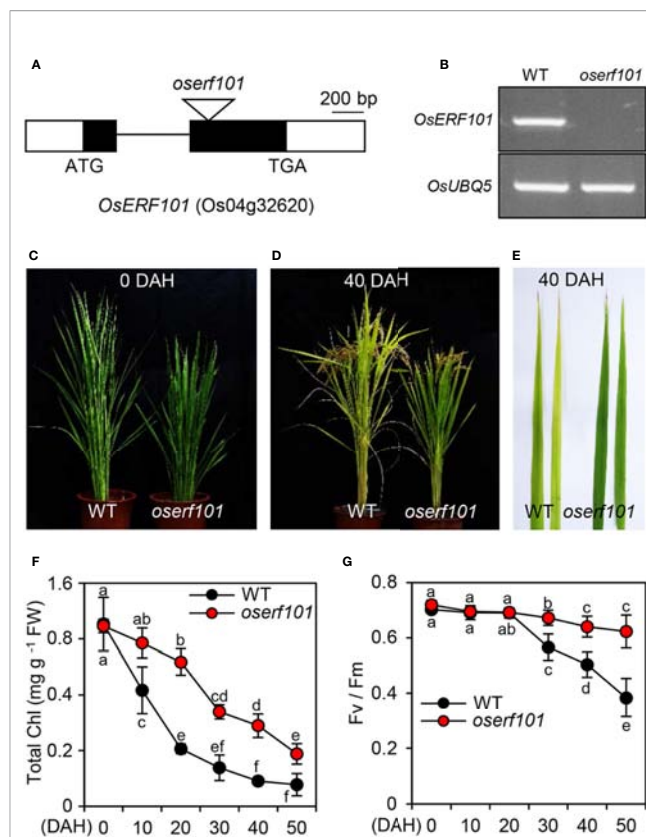 A
oserf101
200 bp
ATG
TGA
OsERF101 (Os04g32620)
B
WT oserf101
OsERF101
OsUBQ5
C
0 DAH
WT oserf101
D
40 DAH
WT oserf101
E
40 DAH
WT oserf101
F
Total Chl (mg g -1 FW)
1.6
0.8
0.4
0.2
0
WT
oserf101
a
ab
b
cd
d
e
a
c
e
ef
f
f
(DAH) 0 10 20 30 40 50
G
Fv / Fm
0.8
0.6
0.4
0.2
0
a
a
a
b
c
c
a
a
ab
c
d
e
WT
oserf101
(DAH) 0 10 20 30 40 50